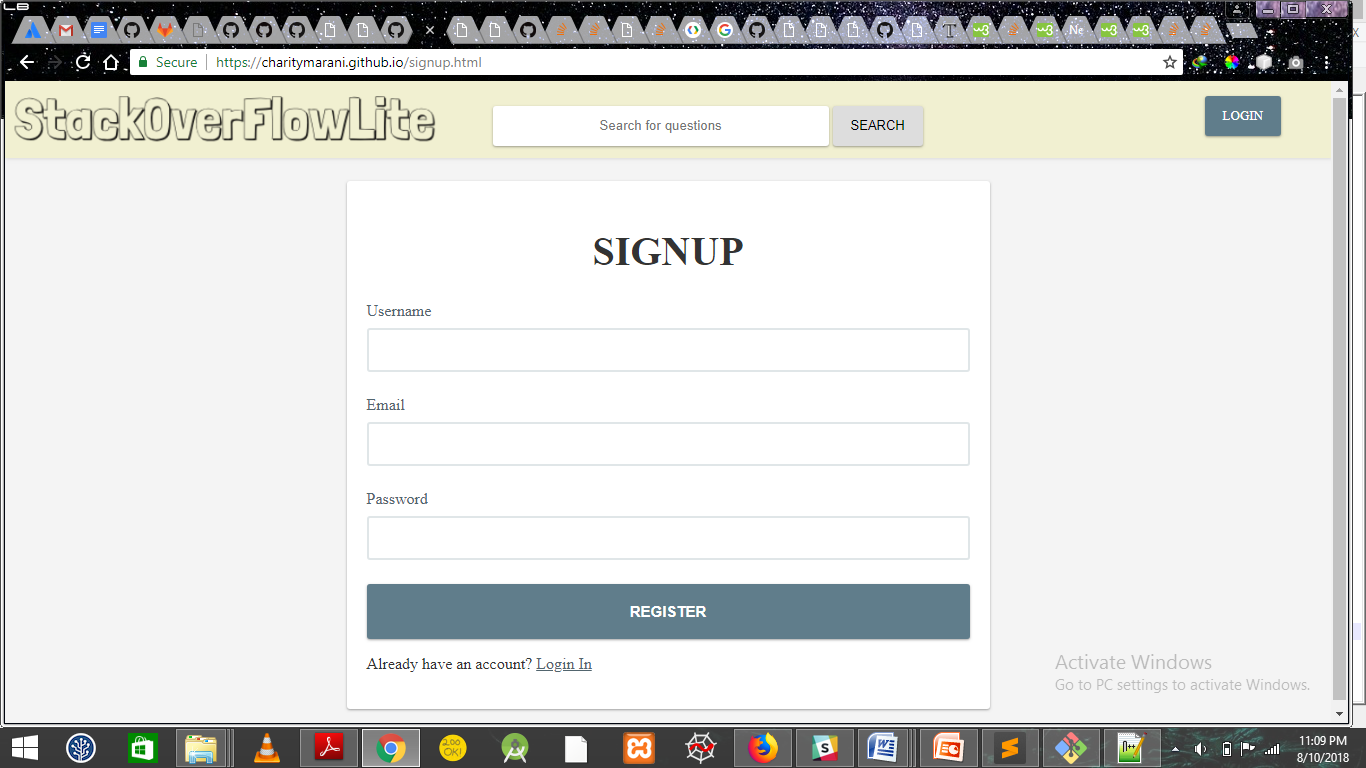 Secure
https://charitymarani.github.io/signup.html
StackOverFlowLite
Search for questions
SEARCH
LOGIN
SIGNUP
Username
Email
Password
REGISTER
Already have an account? Login In
Activate Windows
Go to PC settings to activate Windows.
200
OK!
11:09 PM
8/10/2018